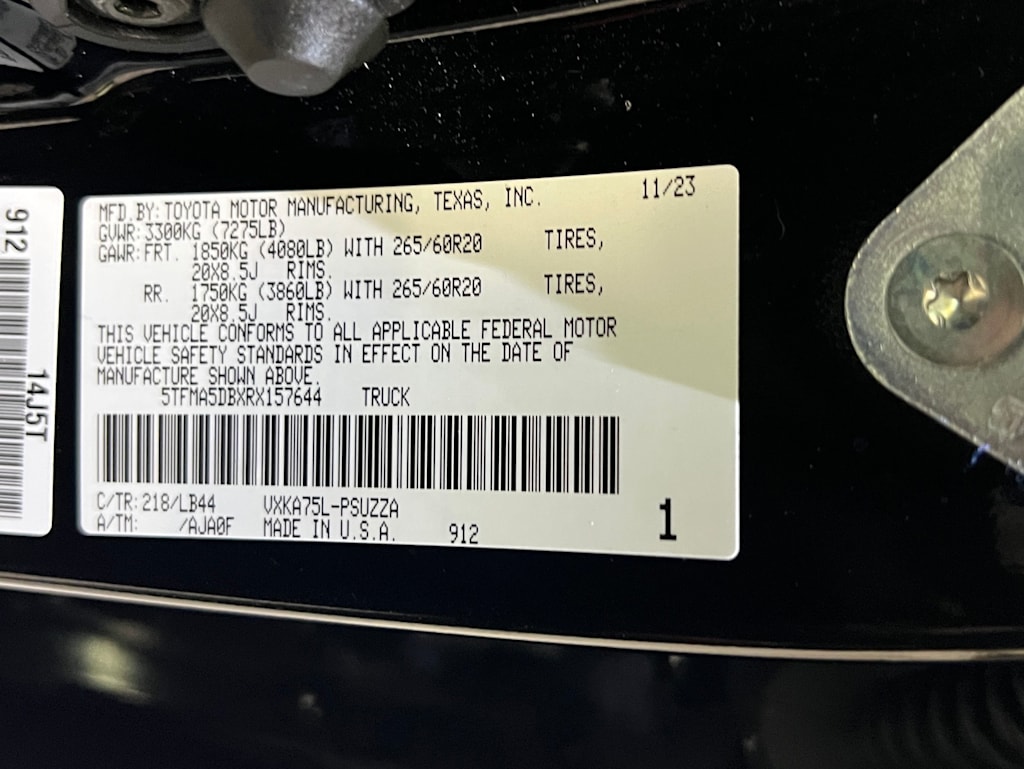 MFD.BY: TOYOTA MOTOR MANUFACTURING, TEXAS, INC. 11/23
GVWR: 3300KG (7275LB)
GAWR: FRT. 1850KG (4080LB) WITH 265/60R20 TIRES,
20X8.5J RIMS.
RR. 1750KG (3860LB) WITH 265/60R20 TIRES,
20X8.5J RIMS.
THIS VEHICLE CONFORMS TO ALL APPLICABLE FEDERAL MOTOR
VEHICLE SAFETY STANDARDS IN EFFECT ON THE DATE OF
MANUFACTURE SHOWN ABOVE.
5TFMA5DBXRX157644 TRUCK
C/TR: 218/LB44 VXKA75L-PSUZZA
A/TM: /AJA0F MADE IN U.S.A. 912 1
912
14J5T